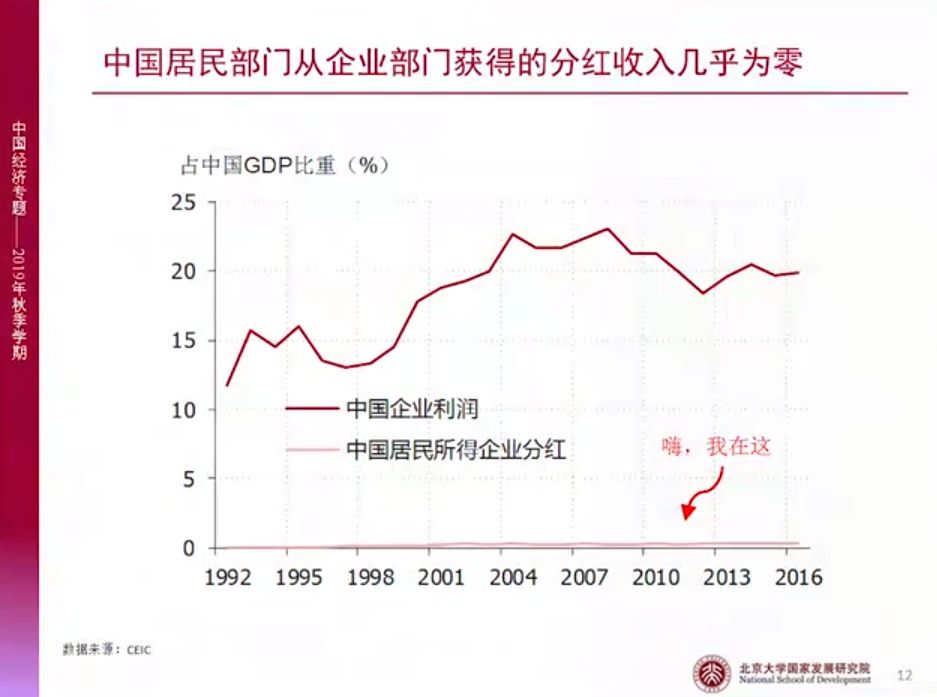 中国居民部门从企业部门获得的分红收入几乎为零
中国经济专题——2019年秋季学期
占中国GDP比重（%）
25
20
15
10
5
0
中国企业利润
中国居民所得企业分红
嗨，我在这
1992 1995 1998 2001 2004 2007 2010 2013 2016
数据来源：CEIC
北京大学国家发展研究院
National School of Development
12